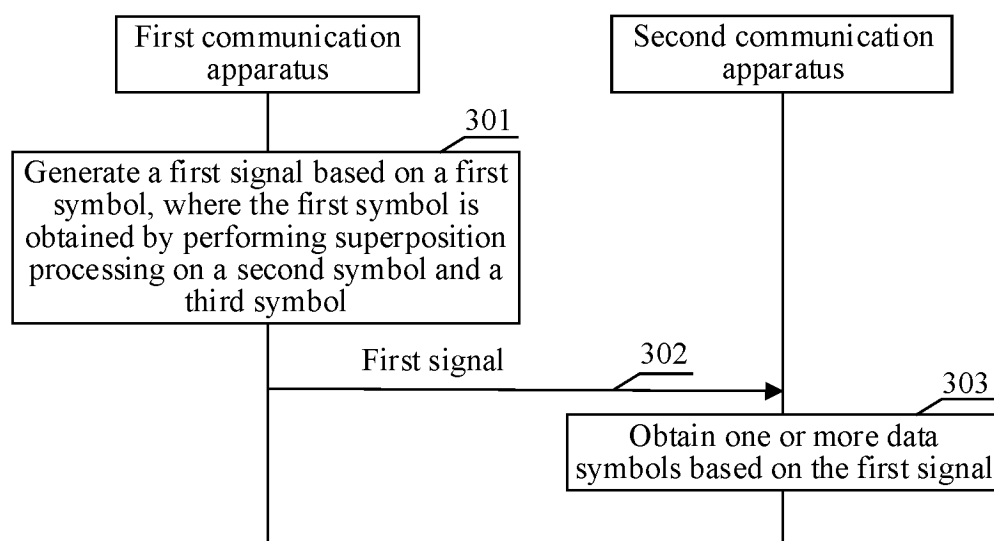 First communication
apparatus
Second communication
apparatus
301
Generate a first signal based on a first
symbol, where the first symbol is
obtained by performing superposition
processing on a second symbol and a
third symbol
First signal
302
303
Obtain one or more data
symbols based on the first signal